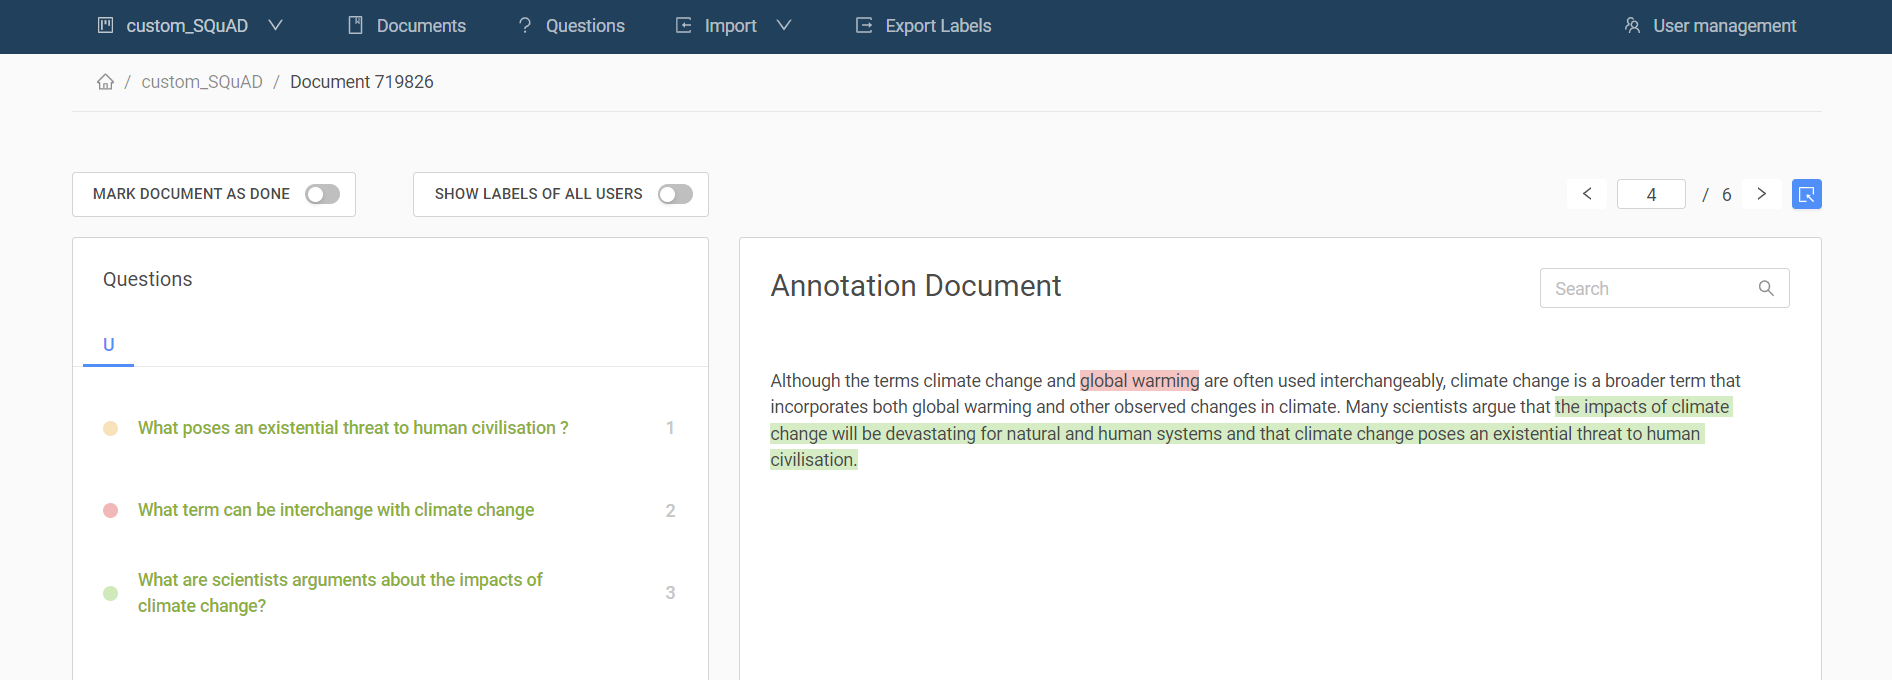 custom_SQuAD Documents ? Questions Import Export Labels User management
/ custom_SQuAD / Document 719826
MARK DOCUMENT AS DONE SHOW LABELS OF ALL USERS < 4 / 6 >
Questions
U
What poses an existential threat to human civilisation ? 1
What term can be interchange with climate change 2
What are scientists arguments about the impacts of
climate change? 3
Annotation Document
Search
Although the terms climate change and global warming are often used interchangeably, climate change is a broader term that
incorporates both global warming and other observed changes in climate. Many scientists argue that the impacts of climate
change will be devastating for natural and human systems and that climate change poses an existential threat to human
civilisation.